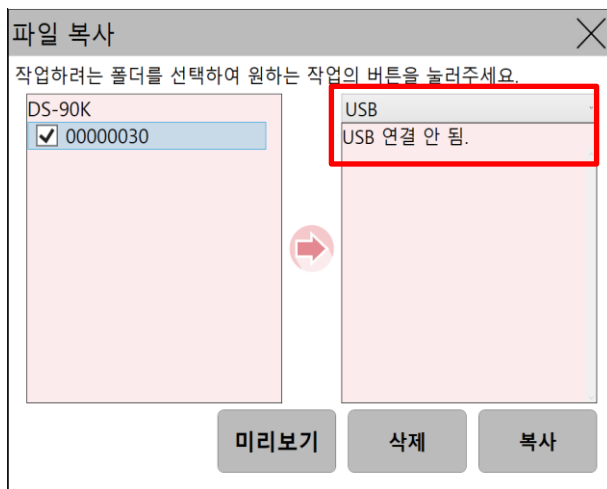 파일 복사
작업하려는 폴더를 선택하여 원하는 작업의 버튼을 눌러주세요.
DS-90K
00000030
USB
USB 연결 안 됨.
미리보기
삭제
복사